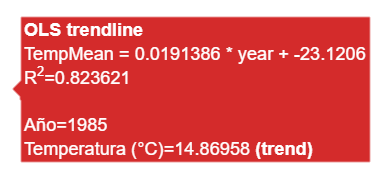 OLS trendline
TempMean = 0.0191386 * year + -23.1206
R²=0.823621
Año=1985
Temperatura (°C)=14.86958 (trend)